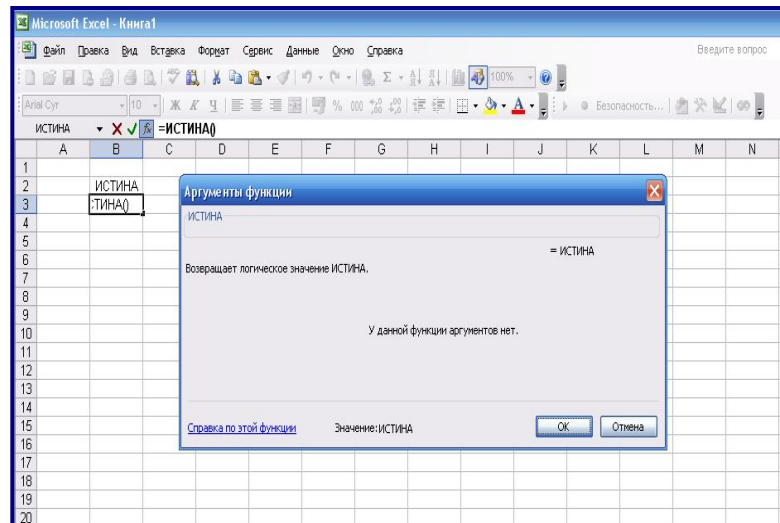 Microsoft Excel - Книга1
Файл Правка Вид Вставка Формат Сервис Данные Окно Справка Введите вопрос
100%
Arial Cyr 10 Ж К Ч % 000 Безопасность...
ИСТИНА fx =ИСТИНА()
A B C D E F G H I J K L M N
1
2 ИСТИНА
3 :ТИНА()
4
5
6
7
8
9
10
11
12
13
14
15
16
17
18
19
20
Аргументы функции
ИСТИНА
= ИСТИНА
Возвращает логическое значение ИСТИНА.
У данной функции аргументов нет.
Справка по этой функции Значение:ИСТИНА OK Отмена